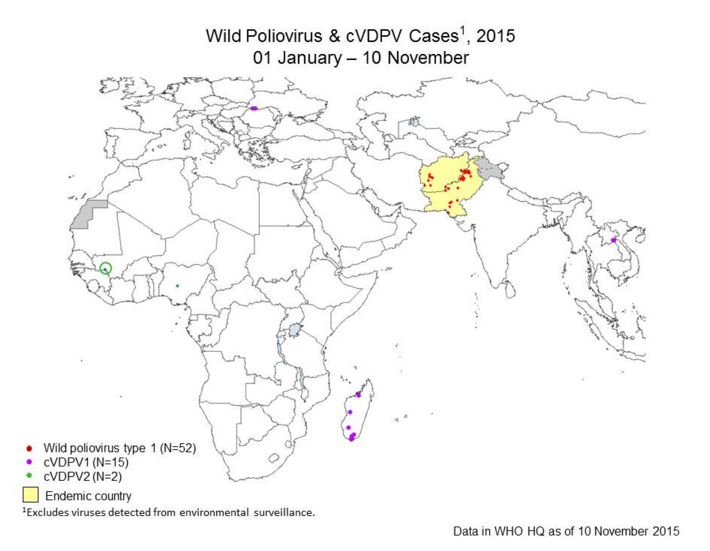 Wild Poliovirus & cVDPV Cases¹, 2015
01 January – 10 November
Wild poliovirus type 1 (N=52)
cVDPV1 (N=15)
cVDPV2 (N=2)
Endemic country
¹Excludes viruses detected from environmental surveillance.
Data in WHO HQ as of 10 November 2015